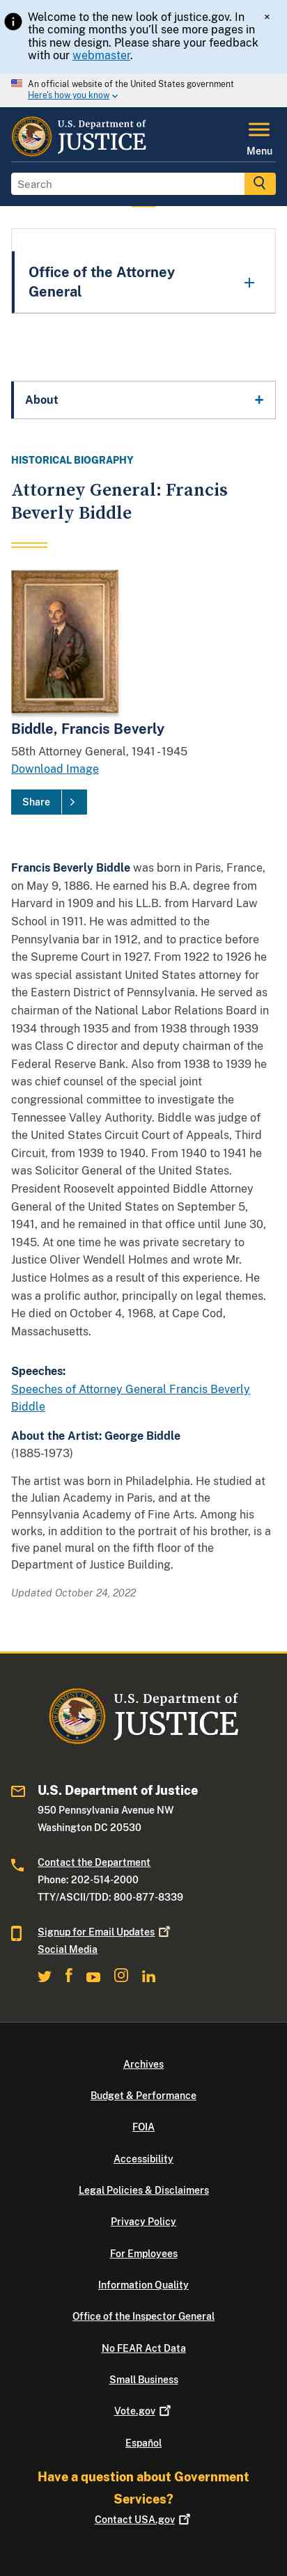 Welcome to the new look of justice.gov. In
the coming months you'll see more pages in
this new design. Please share your feedback
with our webmaster.
×
An official website of the United States government
Here's how you know
U.S. Department of
JUSTICE
Menu
Search
Office of the Attorney
General
About
HISTORICAL BIOGRAPHY
Attorney General: Francis
Beverly Biddle
Biddle, Francis Beverly
58th Attorney General, 1941 - 1945
Download Image
Share
Francis Beverly Biddle was born in Paris, France,
on May 9, 1886. He earned his B.A. degree from
Harvard in 1909 and his LL.B. from Harvard Law
School in 1911. He was admitted to the
Pennsylvania bar in 1912, and to practice before
the Supreme Court in 1927. From 1922 to 1926 he
was special assistant United States attorney for
the Eastern District of Pennsylvania. He served as
chairman of the National Labor Relations Board in
1934 through 1935 and from 1938 through 1939
was Class C director and deputy chairman of the
Federal Reserve Bank. Also from 1938 to 1939 he
was chief counsel of the special joint
congressional committee to investigate the
Tennessee Valley Authority. Biddle was judge of
the United States Circuit Court of Appeals, Third
Circuit, from 1939 to 1940. From 1940 to 1941 he
was Solicitor General of the United States.
President Roosevelt appointed Biddle Attorney
General of the United States on September 5,
1941, and he remained in that office until June 30,
1945. At one time he was private secretary to
Justice Oliver Wendell Holmes and wrote Mr.
Justice Holmes as a result of this experience. He
was a prolific author, principally on legal themes.
He died on October 4, 1968, at Cape Cod,
Massachusetts.
Speeches:
Speeches of Attorney General Francis Beverly
Biddle
About the Artist: George Biddle
(1885-1973)
The artist was born in Philadelphia. He studied at
the Julian Academy in Paris, and at the
Pennsylvania Academy of Fine Arts. Among his
works, in addition to the portrait of his brother, is a
five panel mural on the fifth floor of the
Department of Justice Building.
Updated October 24, 2022
U.S. Department of
JUSTICE
U.S. Department of Justice
950 Pennsylvania Avenue NW
Washington DC 20530
Contact the Department
Phone: 202-514-2000
TTY/ASCII/TDD: 800-877-8339
Signup for Email Updates
Social Media
Archives
Budget & Performance
FOIA
Accessibility
Legal Policies & Disclaimers
Privacy Policy
For Employees
Information Quality
Office of the Inspector General
No FEAR Act Data
Small Business
Vote.gov
Español
Have a question about Government
Services?
Contact USA.gov